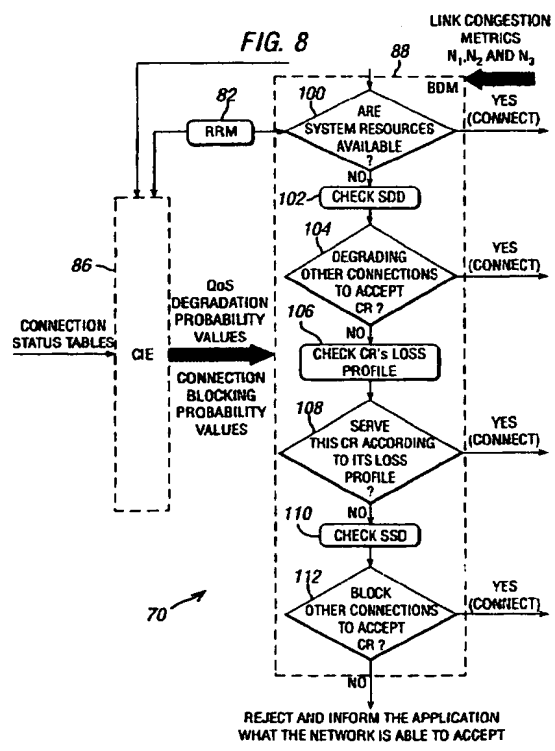 FIG. 8
LINK CONGESTION
METRICS
N1,N2 AND N3
88
BDM
100
ARE
SYSTEM RESOURCES
AVAILABLE
?
YES
(CONNECT)
82
RRM
NO
102
CHECK SDD
104
DEGRADING
OTHER CONNECTIONS
TO ACCEPT
CR ?
YES
(CONNECT)
86
QoS
DEGRADATION
PROBABILITY
VALUES
CONNECTION
STATUS TABLES
CIE
CONNECTION
BLOCKING
PROBABILITY
VALUES
NO
106
CHECK CR's LOSS
PROFILE
108
SERVE
THIS CR ACCORDING
TO ITS LOSS
PROFILE
?
YES
(CONNECT)
NO
110
CHECK SSD
112
BLOCK
OTHER CONNECTIONS
TO ACCEPT
CR ?
YES
(CONNECT)
70
NO
REJECT AND INFORM THE APPLICATION
WHAT THE NETWORK IS ABLE TO ACCEPT